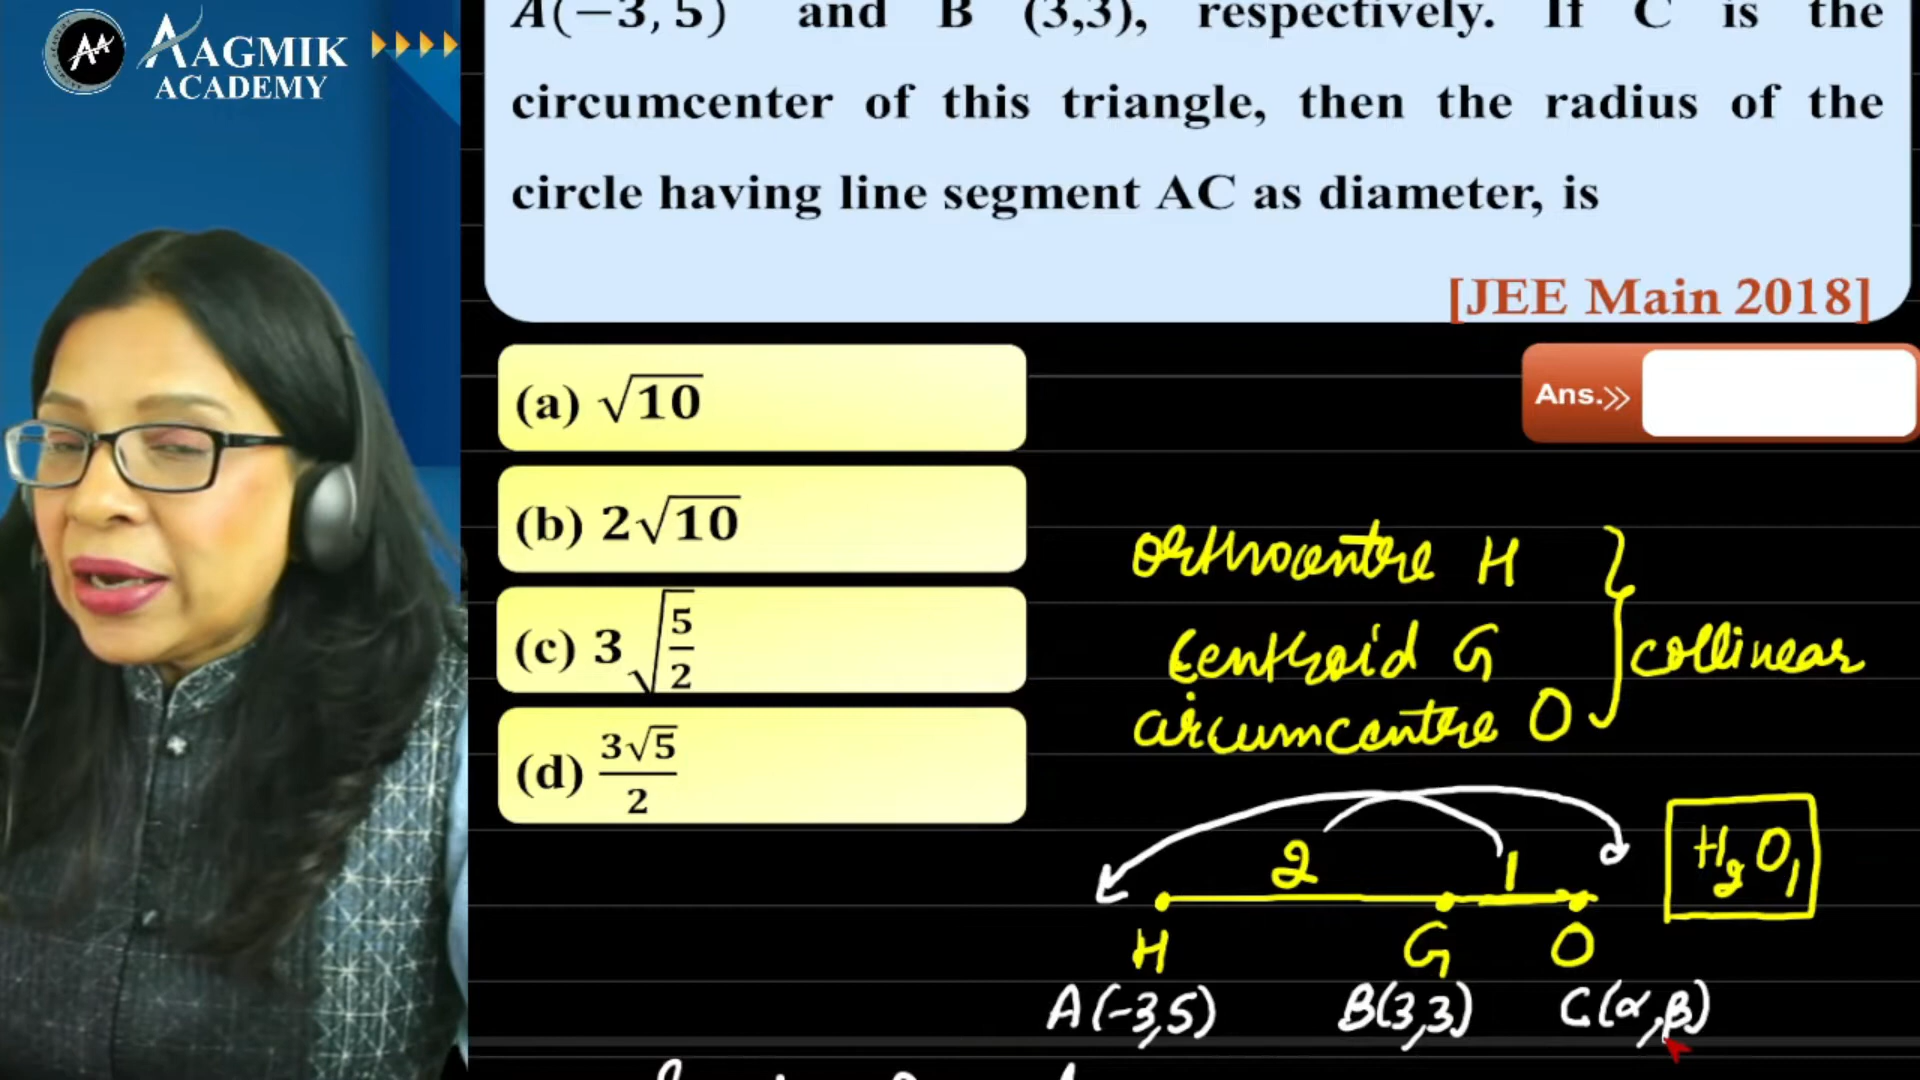 AAGMIK
ACADEMY
A(−3, 5) and B (3,3), respectively. If C is the
circumcenter of this triangle, then the radius of the
circle having line segment AC as diameter, is
[JEE Main 2018]
(a) √10
(b) 2√10
(c) 3√(5/2)
(d) 3√5/2
Ans.>>
orthocentre H
centroid G
circumcentre O
collinear
2 1
H₂O₁
H G O
A(-3,5) B(3,3) C(α,β)